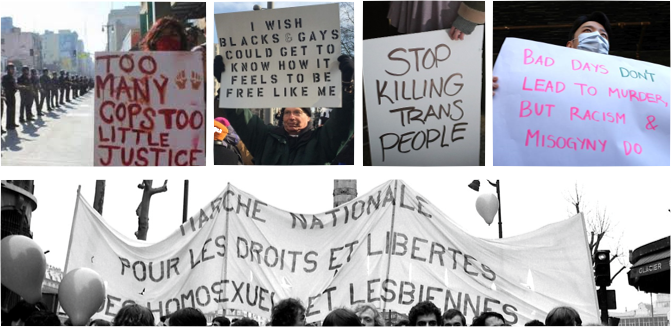 TOO
MANY
COPS TOO
LITTLE
JUSTICE
I WISH
BLACKS & GAYS
COULD GET TO
KNOW HOW IT
FEELS TO BE
FREE LIKE ME
STOP
KILLING
TRANS
PEOPLE
BAD DAYS DON'T
LEAD TO MURDER,
BUT RACISM &
MISOGYNY DO
MARCHE NATIONALE
POUR LES DROITS ET LIBERTES
DES HOMOSEXUELS ET LESBIENNES
GLACIER